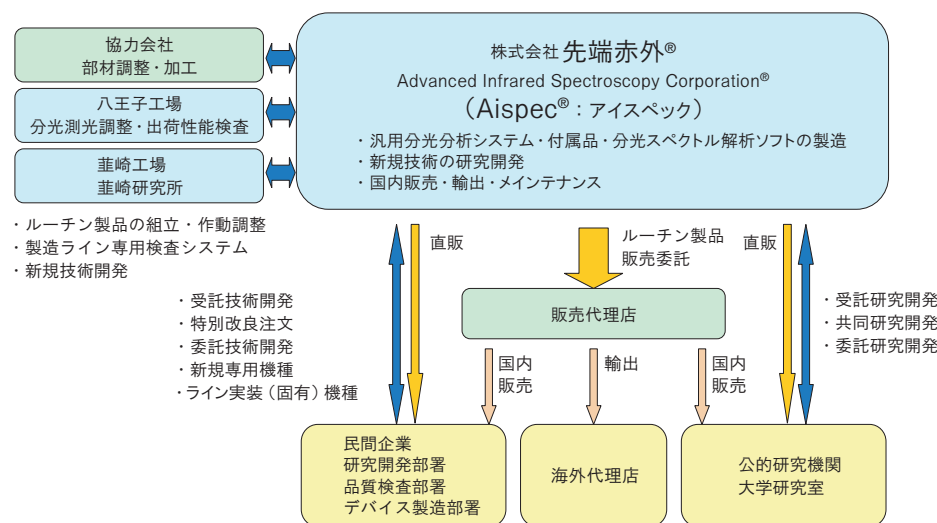 協力会社
部材調整・加工
八王子工場
分光測光調整・出荷性能検査
韮崎工場
韮崎研究所
株式会社 先端赤外®
Advanced Infrared Spectroscopy Corporation®
（Aispec®：アイスペック）
・汎用分光分析システム・付属品・分光スペクトル解析ソフトの製造
・新規技術の研究開発
・国内販売・輸出・メインテナンス
・ルーチン製品の組立・作動調整
・製造ライン専用検査システム
・新規技術開発
直販
ルーチン製品
販売委託
直販
・受託技術開発
・特別改良注文
・委託技術開発
・新規専用機種
・ライン実装（固有）機種
販売代理店
・受託研究開発
・共同研究開発
・委託研究開発
国内
販売
輸出
国内
販売
民間企業
研究開発部署
品質検査部署
デバイス製造部署
海外代理店
公的研究機関
大学研究室